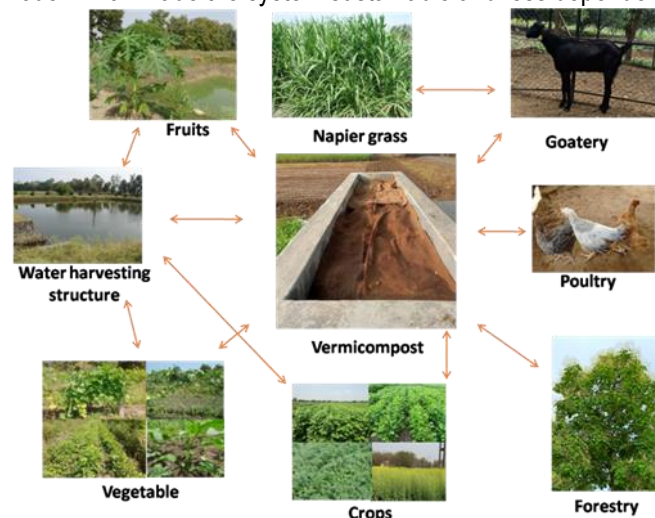 Fruits
Napier grass
Goatery
Water harvesting
structure
Poultry
Vermicompost
Vegetable
Crops
Forestry